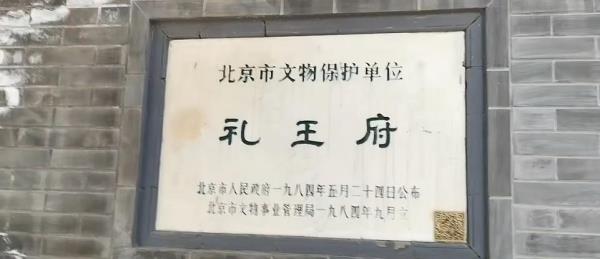 北京市文物保护单位
礼王府
北京市人民政府一九八四年五月二十四日公布
北京市文物事业管理局一九八四年九月立